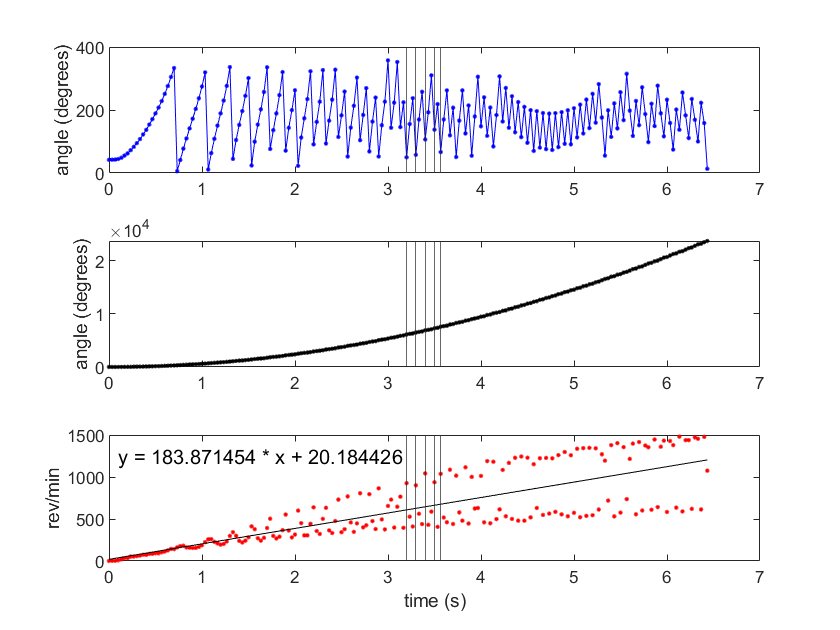 400
200
0
angle (degrees)
0 1 2 3 4 5 6 7
×10⁴
2
1
0
angle (degrees)
0 1 2 3 4 5 6 7
1500
1000
500
0
rev/min
y = 183.871454 * x + 20.184426
0 1 2 3 4 5 6 7
time (s)